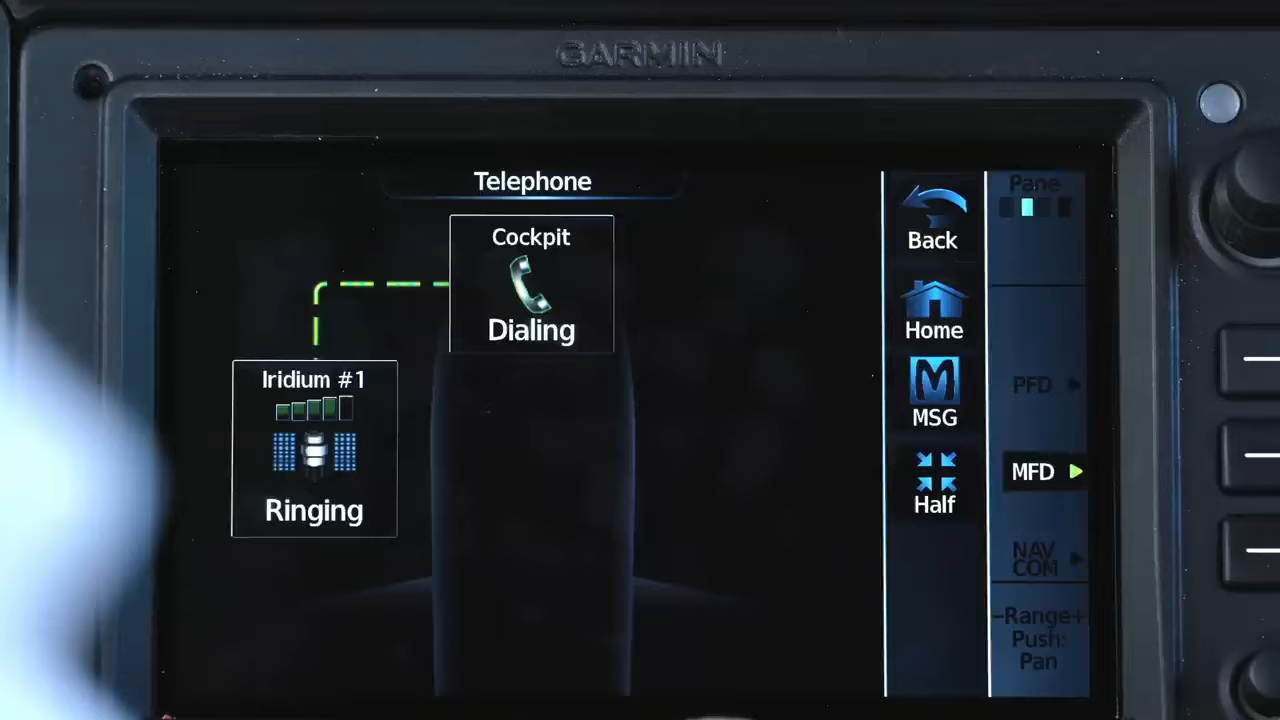 GARMIN
Telephone
Cockpit
Dialing
Iridium #1
Ringing
Back
Home
MSG
Half
Pane
PFD
MFD
NAV
COM
-Range+
Push:
Pan